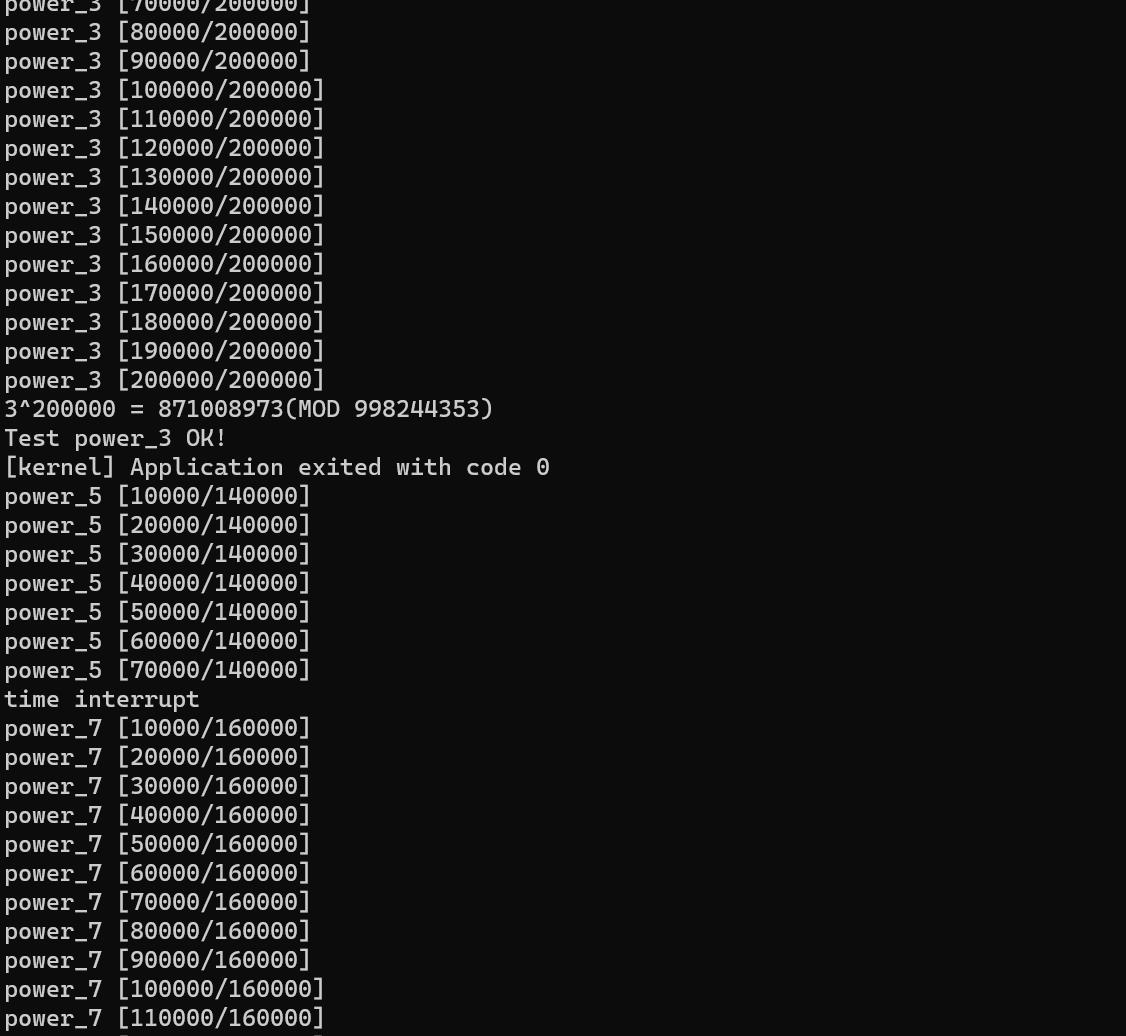 power_3 [70000/200000]
power_3 [80000/200000]
power_3 [90000/200000]
power_3 [100000/200000]
power_3 [110000/200000]
power_3 [120000/200000]
power_3 [130000/200000]
power_3 [140000/200000]
power_3 [150000/200000]
power_3 [160000/200000]
power_3 [170000/200000]
power_3 [180000/200000]
power_3 [190000/200000]
power_3 [200000/200000]
3^200000 = 871008973(MOD 998244353)
Test power_3 OK!
[kernel] Application exited with code 0
power_5 [10000/140000]
power_5 [20000/140000]
power_5 [30000/140000]
power_5 [40000/140000]
power_5 [50000/140000]
power_5 [60000/140000]
power_5 [70000/140000]
time interrupt
power_7 [10000/160000]
power_7 [20000/160000]
power_7 [30000/160000]
power_7 [40000/160000]
power_7 [50000/160000]
power_7 [60000/160000]
power_7 [70000/160000]
power_7 [80000/160000]
power_7 [90000/160000]
power_7 [100000/160000]
power_7 [110000/160000]